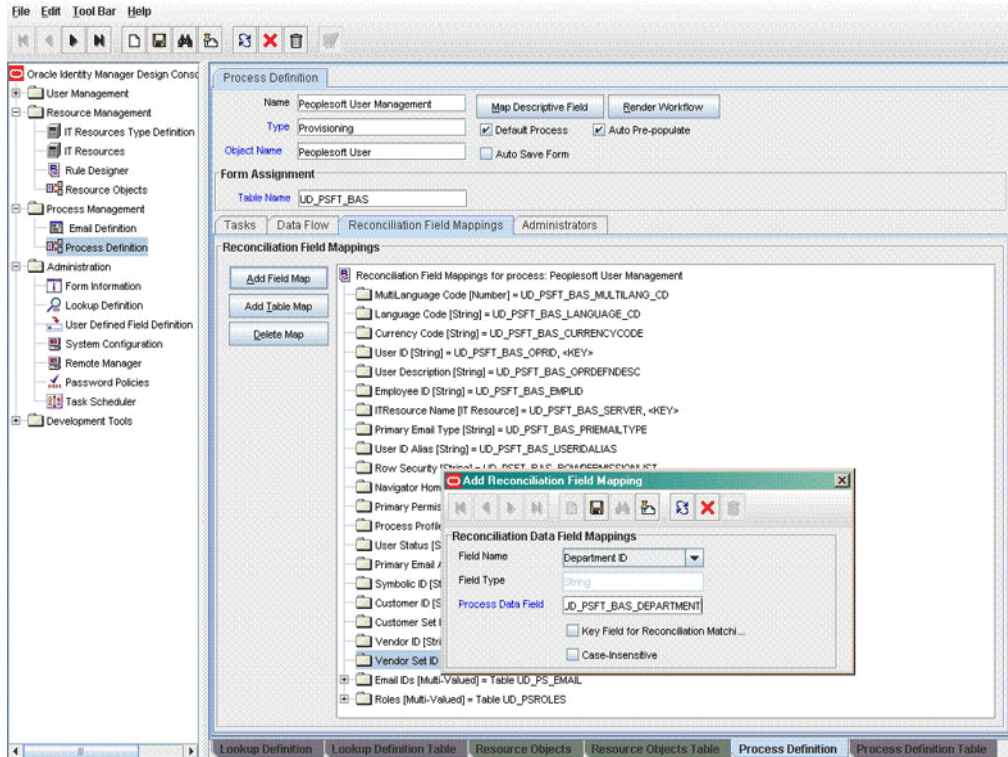 File Edit Tool Bar Help
Oracle Identity Manager Design Consc
User Management
Resource Management
IT Resources Type Definition
IT Resources
Rule Designer
Resource Objects
Process Management
Email Definition
Process Definition
Administration
Form Information
Lookup Definition
User Defined Field Definition
System Configuration
Remote Manager
Password Policies
Task Scheduler
Development Tools
Process Definition
Name Peoplesoft User Management Map Descriptive Field Render Workflow
Type Provisioning Default Process Auto Pre-populate
Object Name Peoplesoft User Auto Save Form
Form Assignment
Table Name UD_PSFT_BAS
Tasks Data Flow Reconciliation Field Mappings Administrators
Reconciliation Field Mappings
Add Field Map
Add Table Map
Delete Map
Reconciliation Field Mappings for process: Peoplesoft User Management
MultiLanguage Code [Number] = UD_PSFT_BAS_MULTILANG_CD
Language Code [String] = UD_PSFT_BAS_LANGUAGE_CD
Currency Code [String] = UD_PSFT_BAS_CURRENCYCODE
User ID [String] = UD_PSFT_BAS_OPRID, <KEY>
User Description [String] = UD_PSFT_BAS_OPRDEFNDESC
Employee ID [String] = UD_PSFT_BAS_EMPLID
ITResource Name [IT Resource] = UD_PSFT_BAS_SERVER, <KEY>
Primary Email Type [String] = UD_PSFT_BAS_PRIEMAILTYPE
User ID Alias [String] = UD_PSFT_BAS_USERIDALIAS
Row Security [String] = UD_PSFT_BAS_ROWPERMISSIONLIST
Navigator Hom
Primary Permis
Process Profile
User Status [S
Primary Email A
Symbolic ID [St
Customer ID [S
Customer Set I
Vendor ID [Stri
Vendor Set ID
Email IDs [Multi-Valued] = Table UD_PS_EMAIL
Roles [Multi-Valued] = Table UD_PSROLES
Add Reconciliation Field Mapping
Reconciliation Data Field Mappings
Field Name Department ID
Field Type String
Process Data Field JD_PSFT_BAS_DEPARTMENT
Key Field for Reconciliation Matchi...
Case-Insensitive
Lookup Definition Lookup Definition Table Resource Objects Resource Objects Table Process Definition Process Definition Table